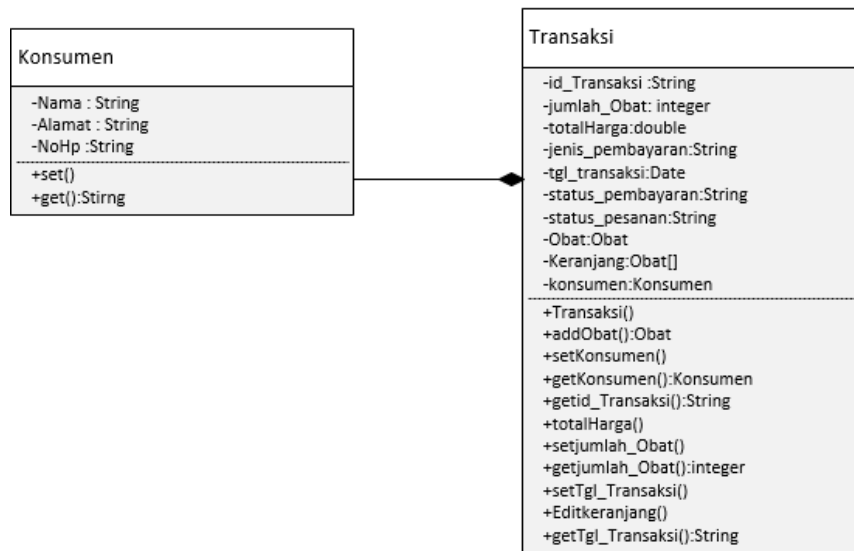 Konsumen
-Nama : String
-Alamat : String
-NoHp :String
+set()
+get():Stirng
Transaksi
-id_Transaksi :String
-jumlah_Obat: integer
-totalHarga:double
-jenis_pembayaran:String
-tgl_transaksi:Date
-status_pembayaran:String
-status_pesanan:String
-Obat:Obat
-Keranjang:Obat[]
-konsumen:Konsumen
+Transaksi()
+addObat():Obat
+setKonsumen()
+getKonsumen():Konsumen
+getid_Transaksi():String
+totalHarga()
+setjumlah_Obat()
+getjumlah_Obat():integer
+setTgl_Transaksi()
+Editkeranjang()
+getTgl_Transaksi():String